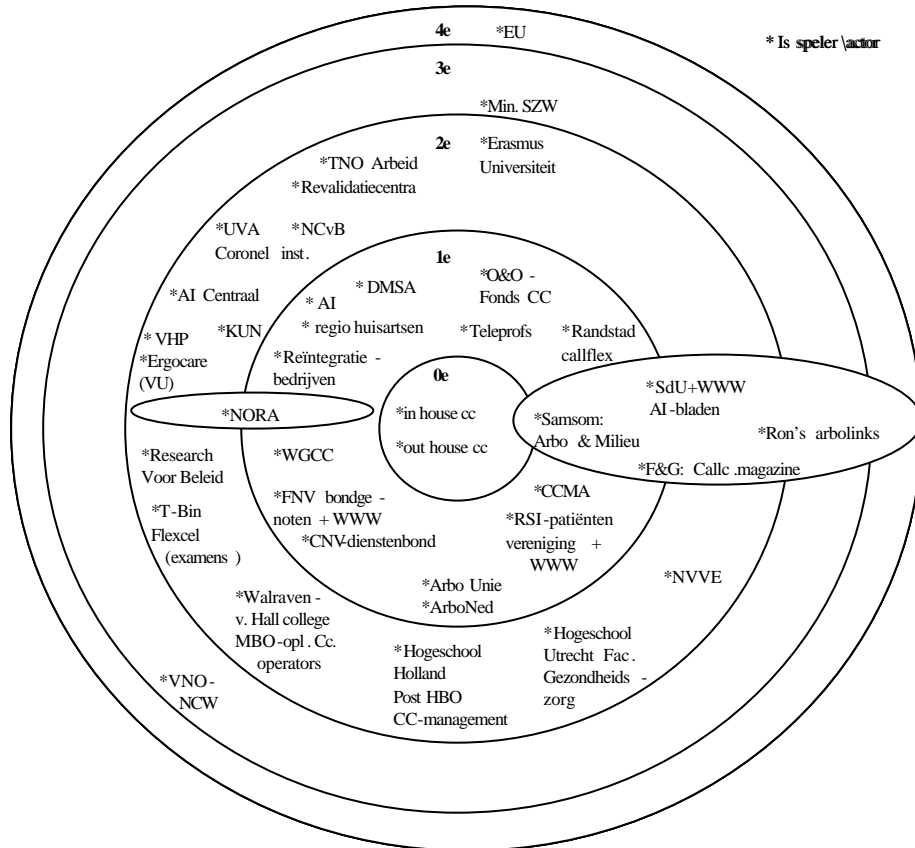 4e
*EU
* Is speler \actor
3e
*Min. SZW
2e
*Erasmus
Universiteit
*TNO Arbeid
*Revalidatiecentra
*UVA
Coronel inst.
*NCvB
1e
*O&O -
Fonds CC
* DMSA
*AI Centraal
* AI
* regio huisartsen
*KUN
*Teleprofs
*Randstad
callflex
* VHP
*Ergocare
(VU)
*Reïntegratie -
bedrijven
0e
*in house cc
*out house cc
*NORA
*SdU+WWW
AI-bladen
*Samsom:
Arbo & Milieu
*Ron's arbolinks
*F&G: Callc .magazine
*Research
Voor Beleid
*WGCC
*CCMA
*FNV bondge -
noten + WWW
*CNV-dienstenbond
*T-Bin
Flexcel
(examens )
*RSI-patiënten
vereniging +
WWW
*Arbo Unie
*ArboNed
*NVVE
*Walraven -
v. Hall college
MBO-opl . Cc.
operators
*Hogeschool
Holland
Post HBO
CC-management
*Hogeschool
Utrecht Fac .
Gezondheids -
zorg
*VNO-
NCW